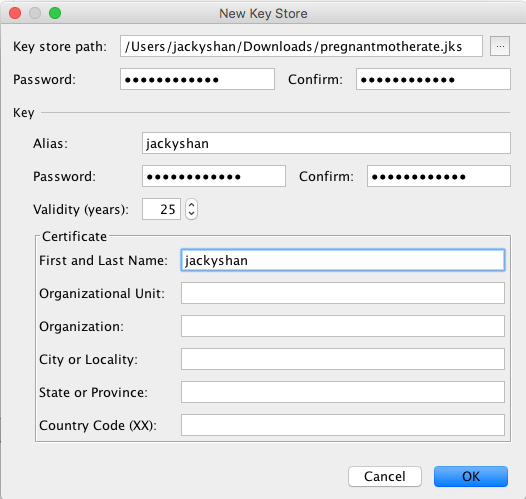 New Key Store
Key store path: /Users/jackyshan/Downloads/pregnantmotherate.jks ...
Password: •••••••••••• Confirm: ••••••••••••
Key
Alias: jackyshan
Password: •••••••••••• Confirm: ••••••••••••
Validity (years): 25
Certificate
First and Last Name: jackyshan
Organizational Unit:
Organization:
City or Locality:
State or Province:
Country Code (XX):
Cancel OK